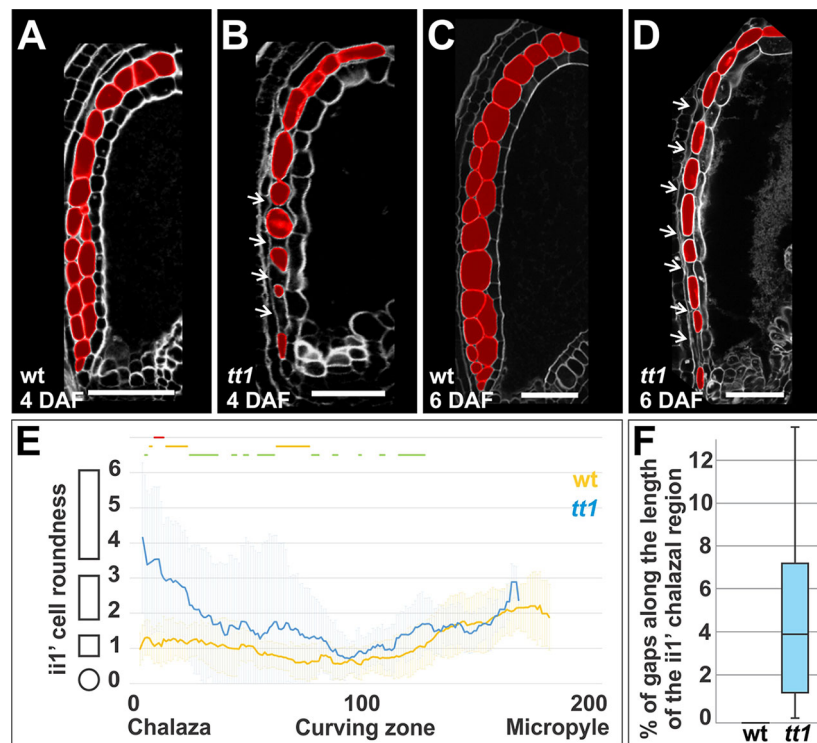 A
wt
4 DAF
B
tt1
4 DAF
C
wt
6 DAF
D
tt1
6 DAF
E
ii1' cell roundness
6
5
4
3
2
1
0
wt
tt1
0 100 200
Chalaza Curving zone Micropyle
F
% of gaps along the length
of the ii1' chalazal region
12
10
8
6
4
2
0
wt tt1